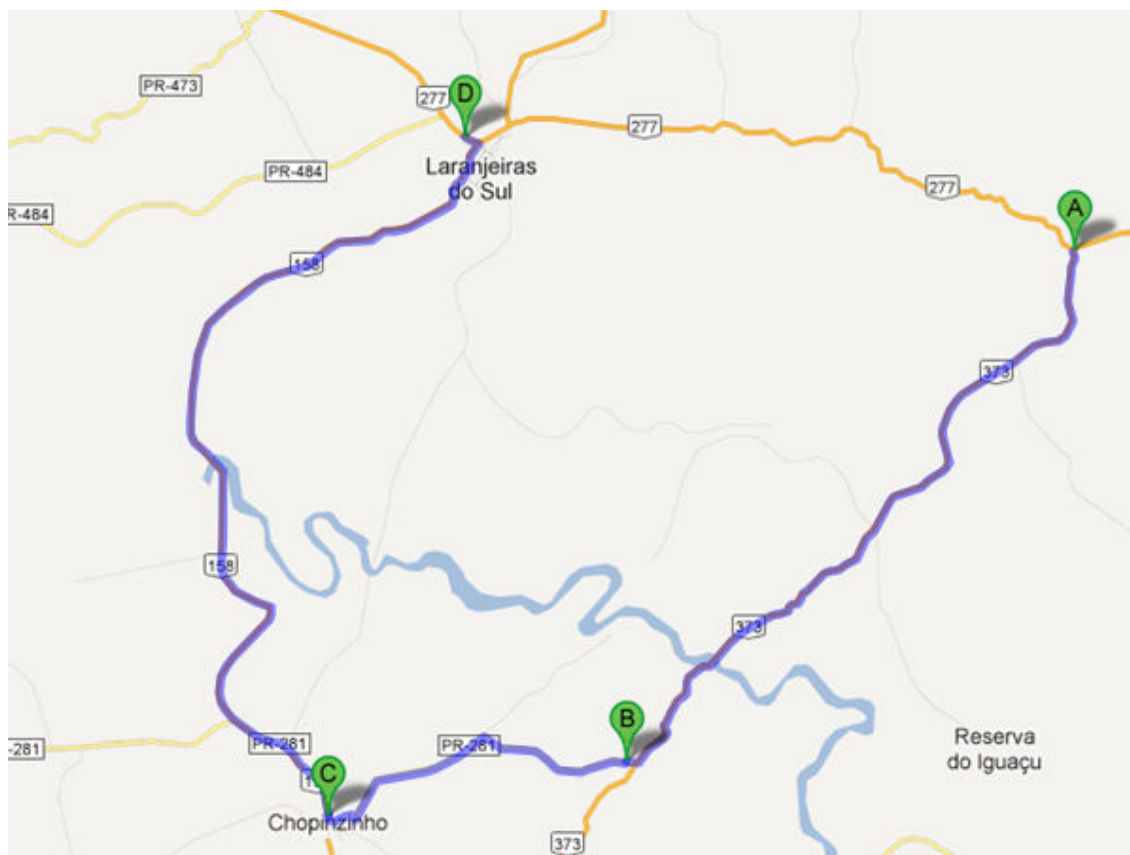 PR-473
277
D
277
PR-484
Laranjeiras
do Sul
277
A
PR-484
158
373
158
373
B
Reserva
do Iguaçu
PR-281
PR-281
-281
C
Chopinzinho
373